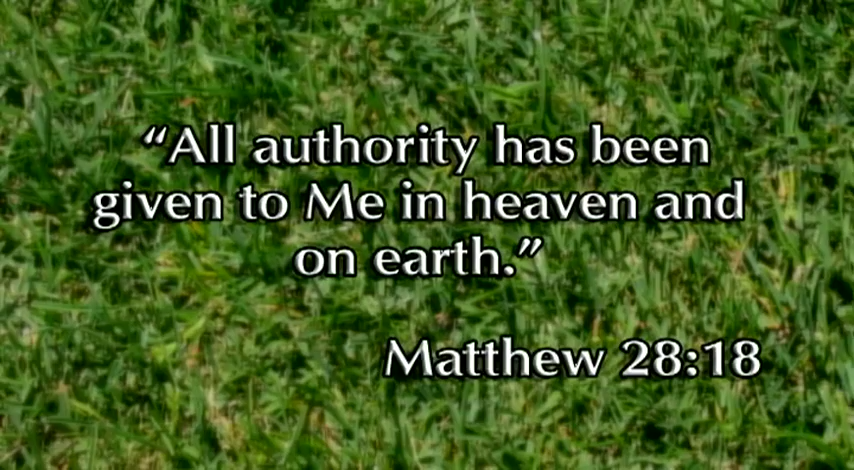 “All authority has been
given to Me in heaven and
on earth.”
Matthew 28:18